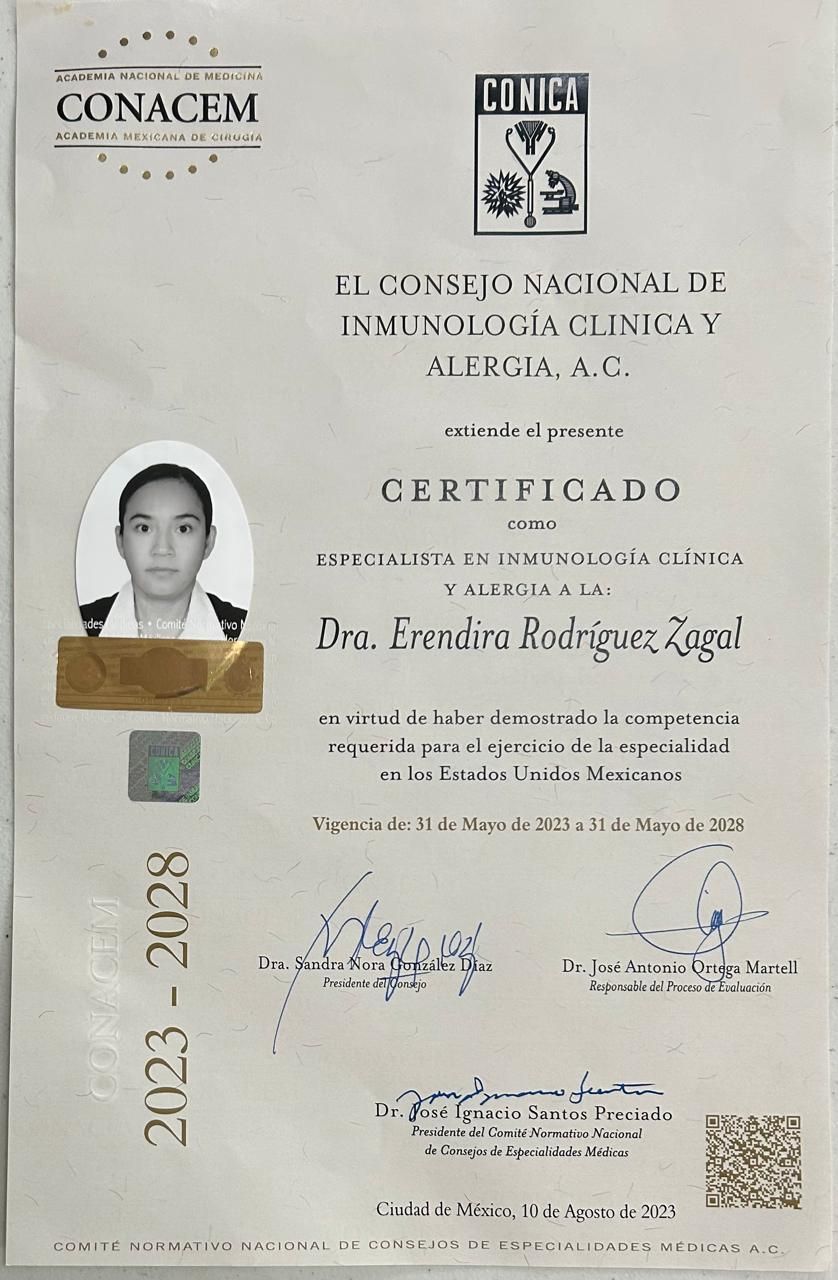 ACADEMIA NACIONAL DE MEDICINA
CONACEM
ACADEMIA MEXICANA DE CIRUGÍA
CONICA
EL CONSEJO NACIONAL DE
INMUNOLOGÍA CLINICA Y
ALERGIA, A.C.
extiende el presente
CERTIFICADO
como
ESPECIALISTA EN INMUNOLOGÍA CLÍNICA
Y ALERGIA A LA:
Dra. Erendira Rodríguez Zagal
en virtud de haber demostrado la competencia
requerida para el ejercicio de la especialidad
en los Estados Unidos Mexicanos
Vigencia de: 31 de Mayo de 2023 a 31 de Mayo de 2028
• Comité Normativo
CONICA
CONACEM
2023 - 2028
Dra. Sandra Nora González Díaz
Presidente del Consejo
Dr. José Antonio Ortega Martell
Responsable del Proceso de Evaluación
Dr. José Ignacio Santos Preciado
Presidente del Comité Normativo Nacional
de Consejos de Especialidades Médicas
Ciudad de México, 10 de Agosto de 2023
COMITÉ NORMATIVO NACIONAL DE CONSEJOS DE ESPECIALIDADES MÉDICAS A.C.